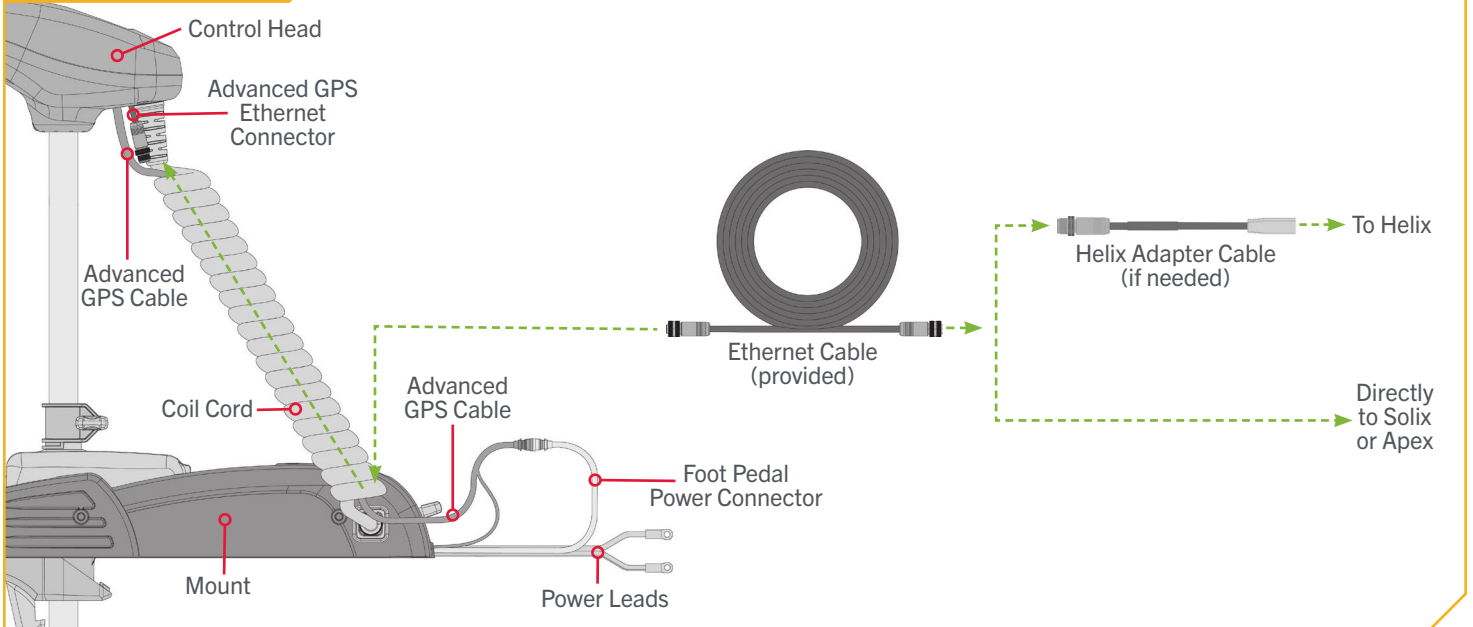 Control Head
Advanced GPS
Ethernet
Connector
Advanced
GPS Cable
Coil Cord
Advanced
GPS Cable
Foot Pedal
Power Connector
Mount
Power Leads
Ethernet Cable
(provided)
Helix Adapter Cable
(if needed)
To Helix
Directly
to Solix
or Apex